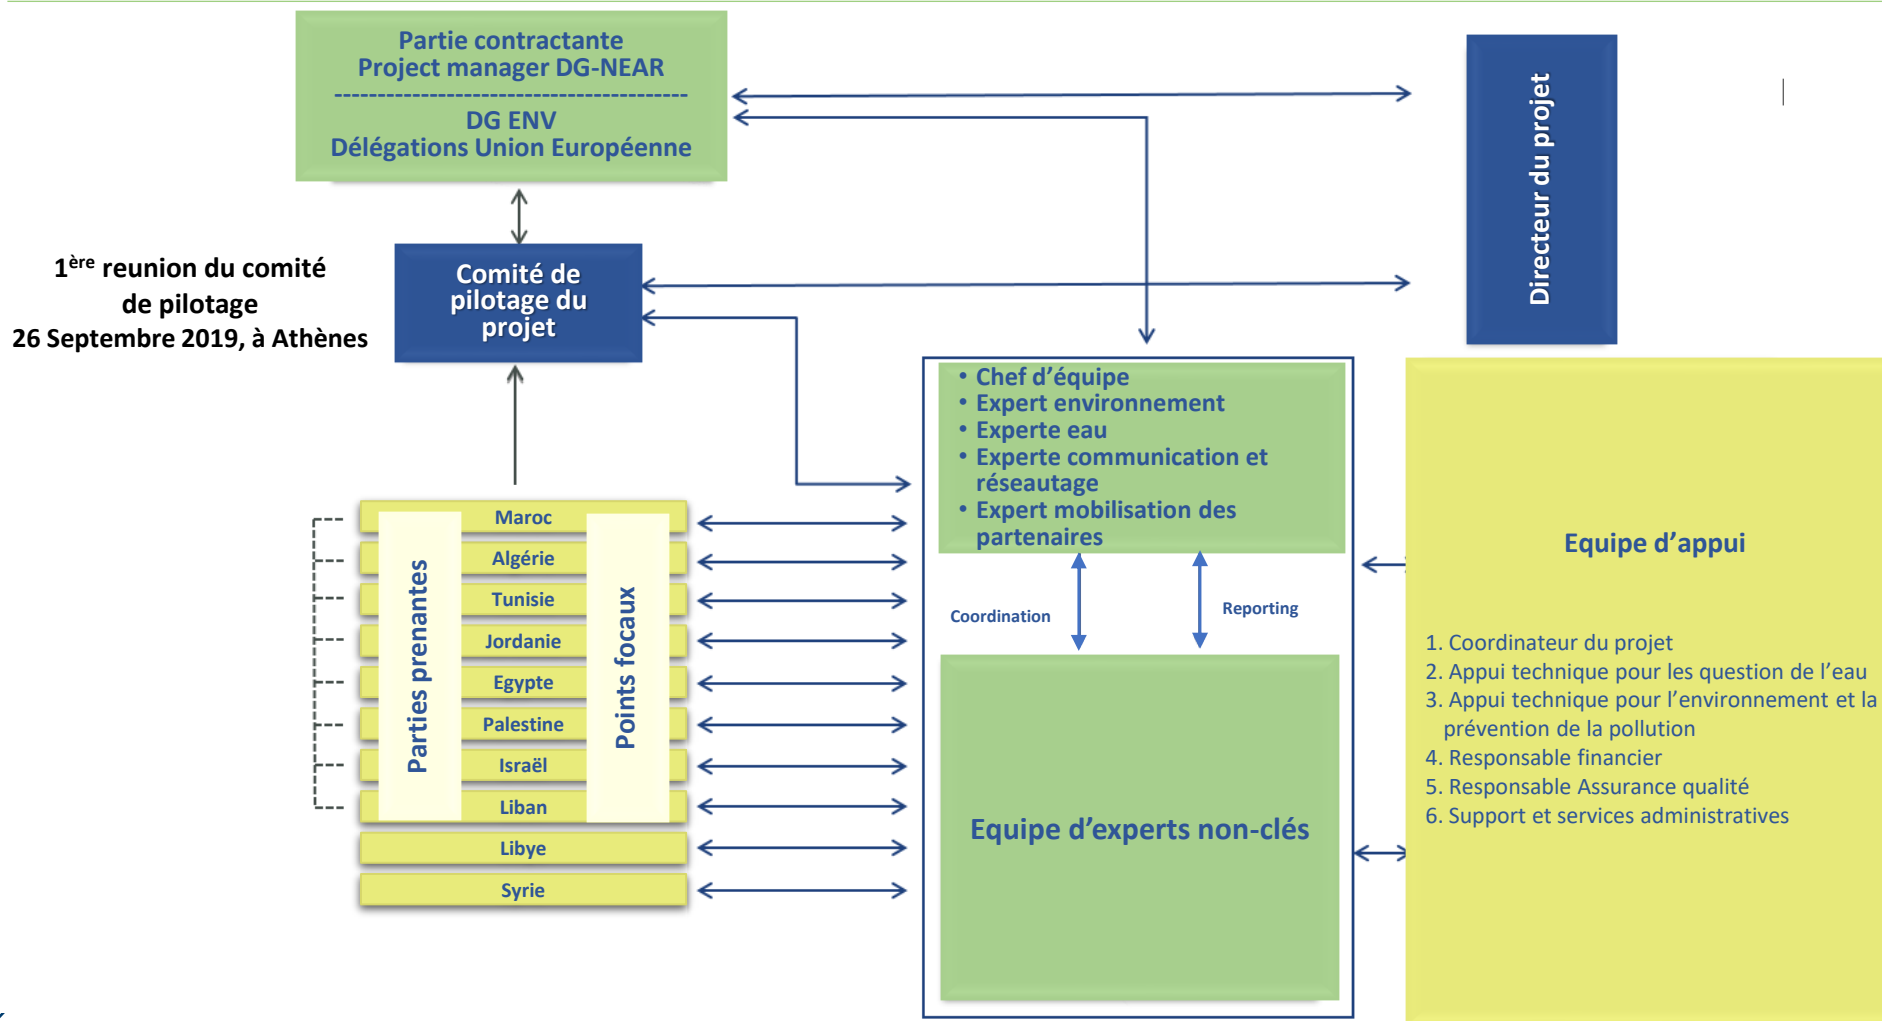 Partie contractante
Project manager DG-NEAR
----------------------------------------
DG ENV
Délégations Union Européenne
Directeur du projet
1ère reunion du comité
de pilotage
26 Septembre 2019, à Athènes
Comité de
pilotage du
projet
• Chef d'équipe
• Expert environnement
• Experte eau
• Experte communication et
réseautage
• Expert mobilisation des
partenaires
Coordination
Reporting
Equipe d'experts non-clés
Parties prenantes
Points focaux
Maroc
Algérie
Tunisie
Jordanie
Egypte
Palestine
Israël
Liban
Libye
Syrie
Equipe d'appui
1. Coordinateur du projet
2. Appui technique pour les question de l'eau
3. Appui technique pour l'environnement et la
prévention de la pollution
4. Responsable financier
5. Responsable Assurance qualité
6. Support et services administratives